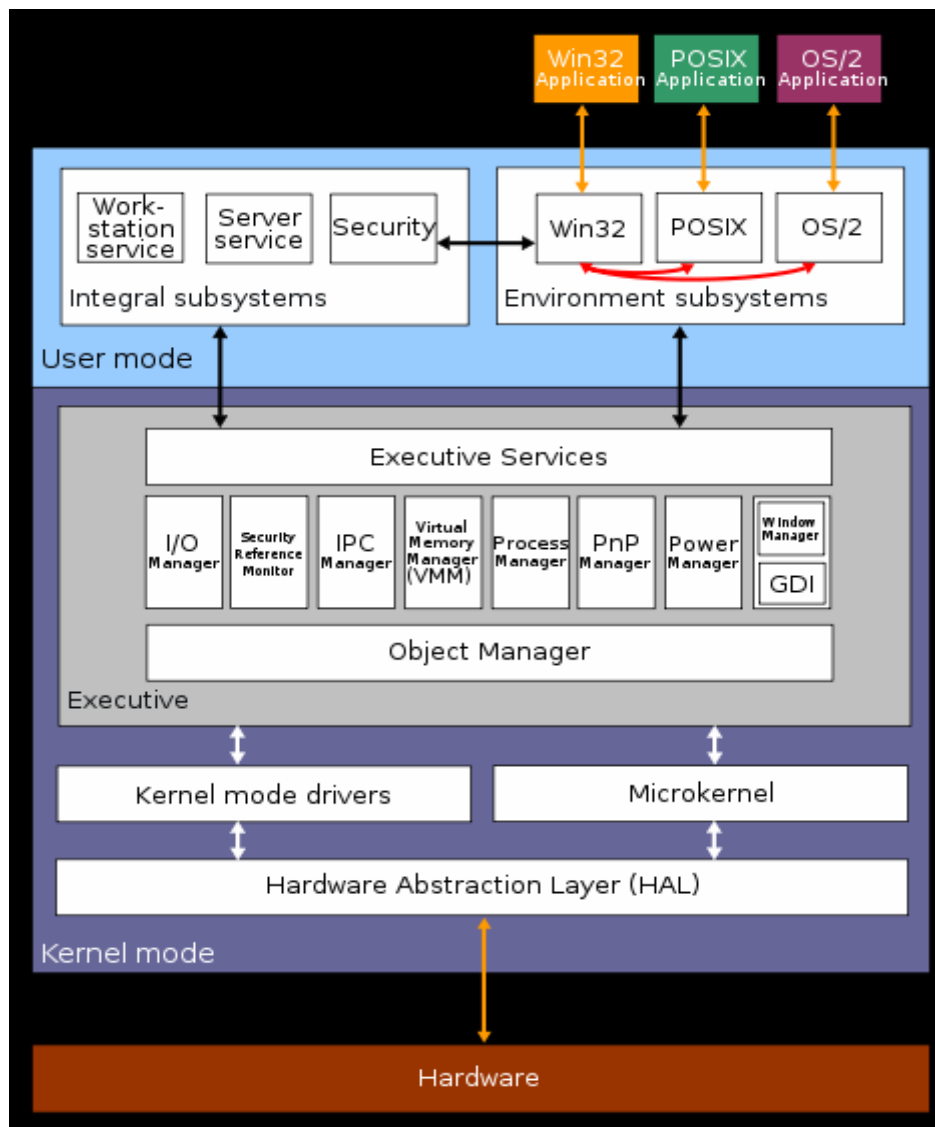 Win32
Application
POSIX
Application
OS/2
Application
Work-
station
service
Server
service
Security
Integral subsystems
Win32
POSIX
OS/2
Environment subsystems
User mode
Executive Services
I/O
Manager
Security
Reference
Monitor
IPC
Manager
Virtual
Memory
Manager
(VMM)
Process
Manager
PnP
Manager
Power
Manager
Window
Manager
GDI
Object Manager
Executive
Kernel mode drivers
Microkernel
Hardware Abstraction Layer (HAL)
Kernel mode
Hardware